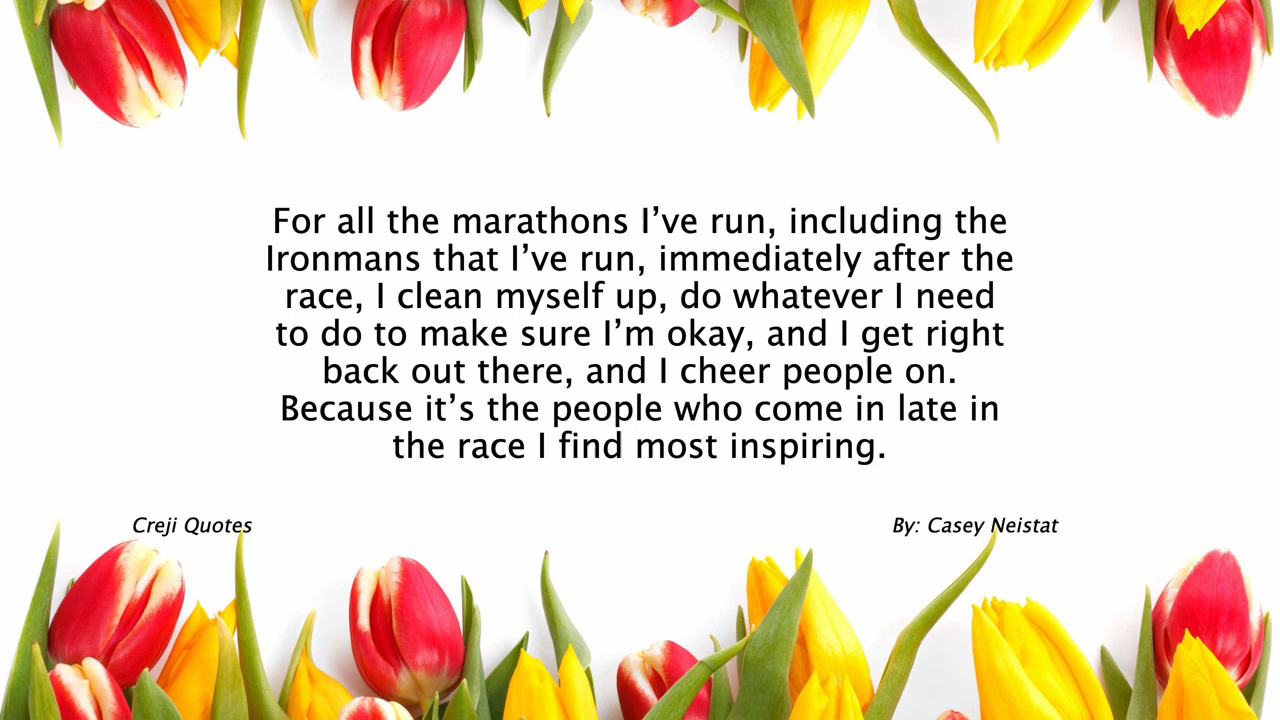 For all the marathons I’ve run, including the
Ironmans that I’ve run, immediately after the
race, I clean myself up, do whatever I need
to do to make sure I’m okay, and I get right
back out there, and I cheer people on.
Because it’s the people who come in late in
the race I find most inspiring.
Creji Quotes
By: Casey Neistat